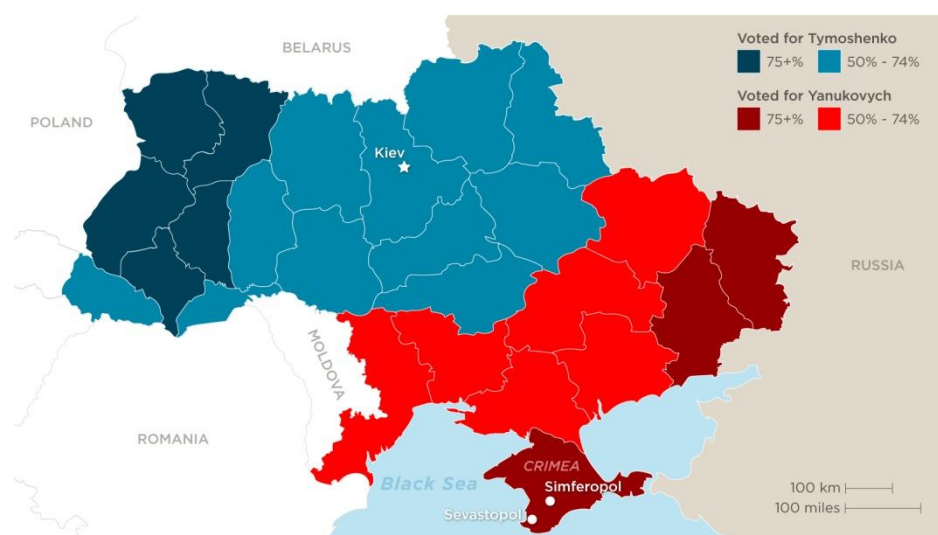 BELARUS
Voted for Tymoshenko
75+% 50% - 74%
Voted for Yanukovych
75+% 50% - 74%
POLAND
Kiev
RUSSIA
MOLDOVA
ROMANIA
CRIMEA
Black Sea
Simferopol
Sevastopol
100 km
100 miles